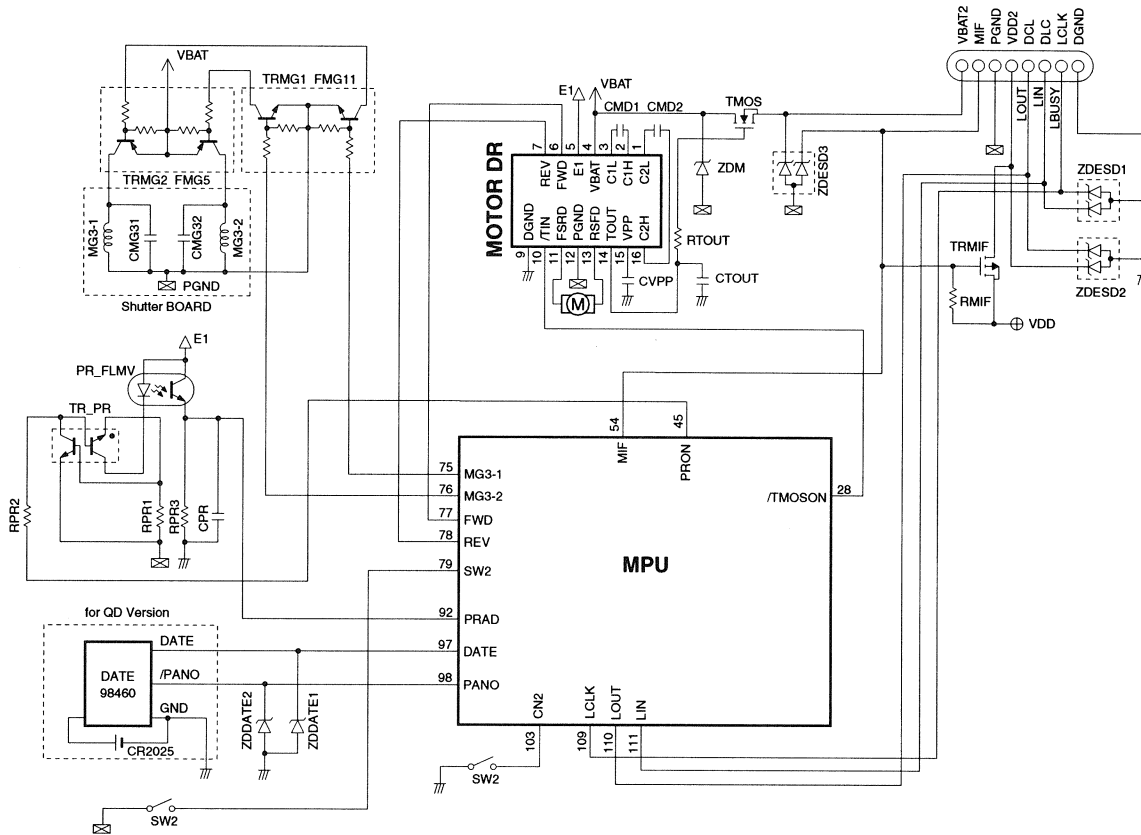 VBAT2
MIF
PGND
VDD2
DCL
DLC
LCLK
DGND
VBAT
TRMG1 FMG11
E1
VBAT
CMD1 CMD2
TMOS
LOUT
LIN
LBUSY
7
6
5
4
3
2
1
REV
FWD
E1
VBAT
C1L
C1H
C2L
MOTOR DR
ZDM
ZDESD3
ZDESD1
TRMG2 FMG5
DGND
/TIN
FSRD
PGND
RSFD
TOUT
VPP
C2H
9
10
11
12
13
14
15
16
RTOUT
MG3-1
CMG31
CMG32
MG3-2
TRMIF
CVPP
CTOUT
M
ZDESD2
PGND
RMIF
Shutter BOARD
VDD
E1
PR_FLMV
TR_PR
54
45
MIF
PRON
75
MG3-1
76
MG3-2
/TMOSON
28
RPR2
RPR1
RPR3
CPR
77
FWD
78
REV
MPU
79
SW2
for QD Version
92
PRAD
DATE
97
DATE
DATE
98460
/PANO
98
PANO
GND
ZDDATE2
ZDDATE1
CN2
LCLK
LOUT
LIN
CR2025
103
109
110
111
SW2
SW2